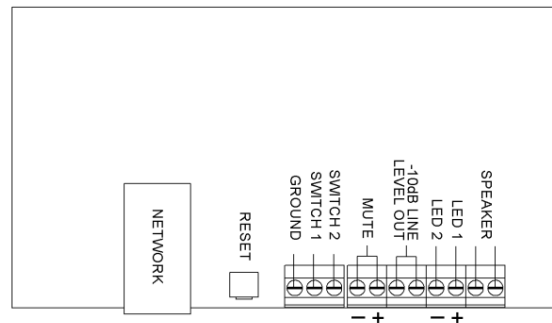 NETWORK
RESET
GROUND
SWITCH 1
SWITCH 2
MUTE
-10dB LINE
LEVEL OUT
LED 2
LED 1
SPEAKER
− +
− +